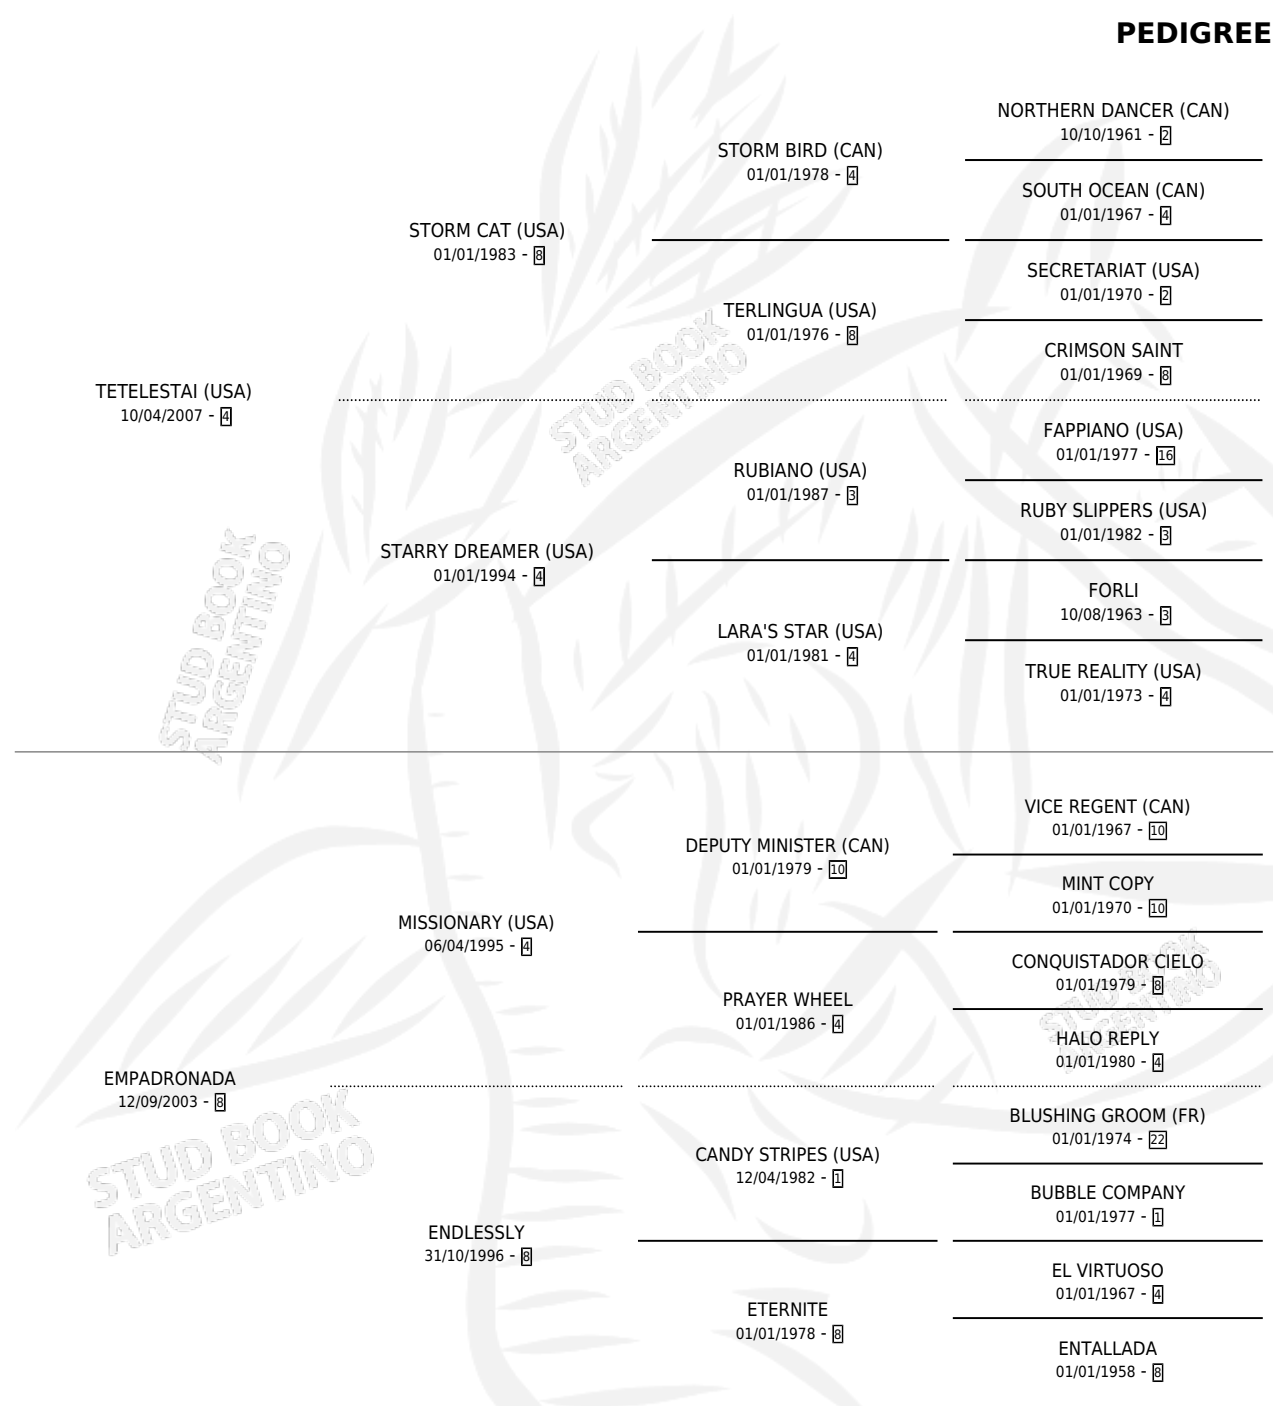 PEDIGREE
NORTHERN DANCER (CAN)
10/10/1961 - 2
STORM BIRD (CAN)
01/01/1978 - 4
SOUTH OCEAN (CAN)
01/01/1967 - 4
STORM CAT (USA)
01/01/1983 - 8
SECRETARIAT (USA)
01/01/1970 - 2
TERLINGUA (USA)
01/01/1976 - 8
CRIMSON SAINT
01/01/1969 - 8
TETELESTAI (USA)
10/04/2007 - 4
FAPPIANO (USA)
01/01/1977 - 16
RUBIANO (USA)
01/01/1987 - 3
RUBY SLIPPERS (USA)
01/01/1982 - 3
STARRY DREAMER (USA)
01/01/1994 - 4
FORLI
10/08/1963 - 3
LARA'S STAR (USA)
01/01/1981 - 4
TRUE REALITY (USA)
01/01/1973 - 4
VICE REGENT (CAN)
01/01/1967 - 10
DEPUTY MINISTER (CAN)
01/01/1979 - 10
MINT COPY
01/01/1970 - 10
MISSIONARY (USA)
06/04/1995 - 4
CONQUISTADOR CIELO
01/01/1979 - 8
PRAYER WHEEL
01/01/1986 - 4
HALO REPLY
01/01/1980 - 4
EMPADRONADA
12/09/2003 - 8
BLUSHING GROOM (FR)
01/01/1974 - 22
CANDY STRIPES (USA)
12/04/1982 - 1
BUBBLE COMPANY
01/01/1977 - 1
ENDLESSLY
31/10/1996 - 8
EL VIRTUOSO
01/01/1967 - 4
ETERNITE
01/01/1978 - 8
ENTALLADA
01/01/1958 - 8
STUD BOOK
ARGENTINO
STUD BOOK
ARGENTINO
STUD BOOK
ARGENTINO
STUD BOOK
ARGENTINO